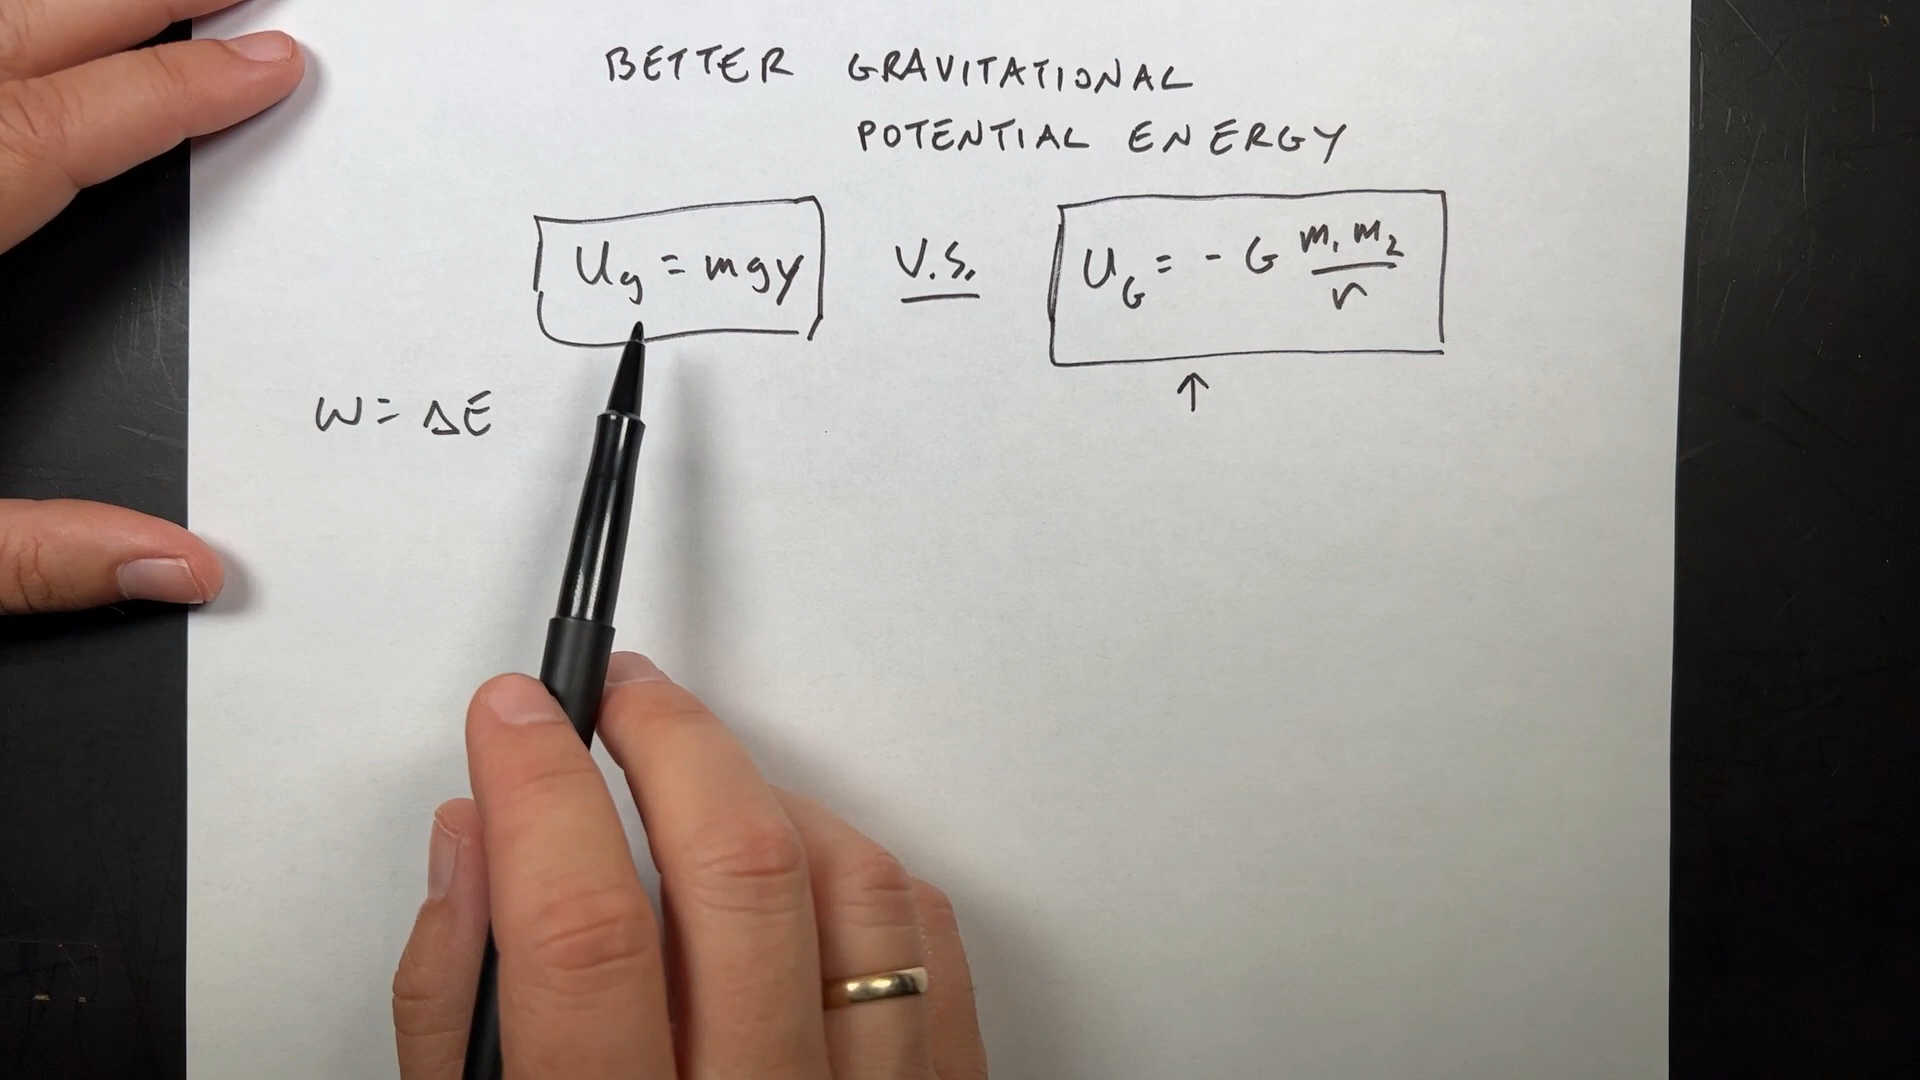 BETTER GRAVITATIONAL
POTENTIAL ENERGY
Ug = mgy V.S. UG = - G m1 m2 / r
↑
W = ΔE